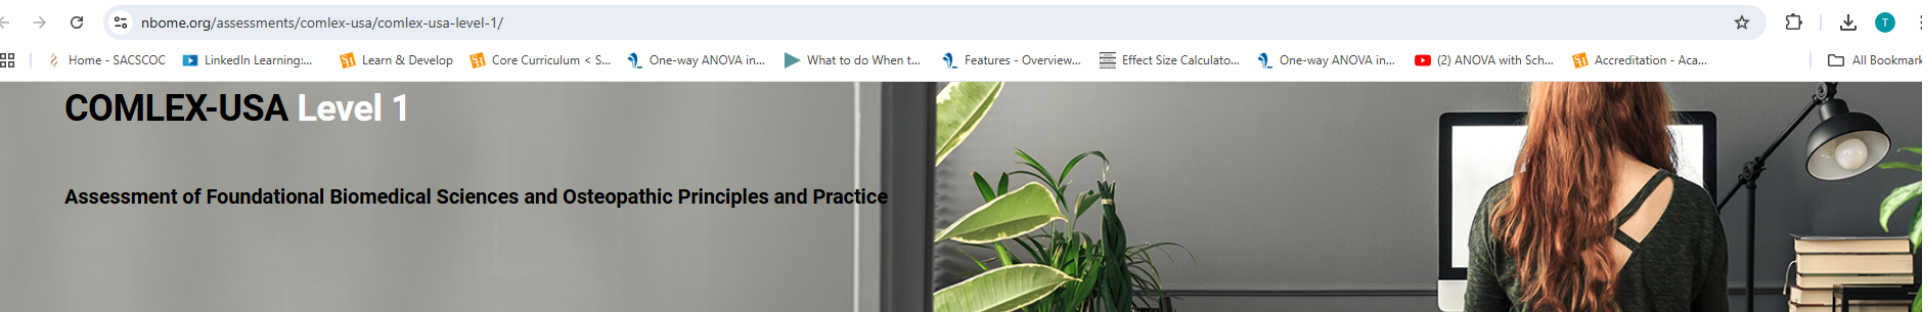 nbome.org/assessments/comlex-usa/comlex-usa-level-1/
T
Home - SACSCOC LinkedIn Learning:... Learn & Develop Core Curriculum < S... One-way ANOVA in... What to do When t... Features - Overview... Effect Size Calculato... One-way ANOVA in... (2) ANOVA with Sch... Accreditation - Aca... All Bookmark
COMLEX-USA Level 1
Assessment of Foundational Biomedical Sciences and Osteopathic Principles and Practice